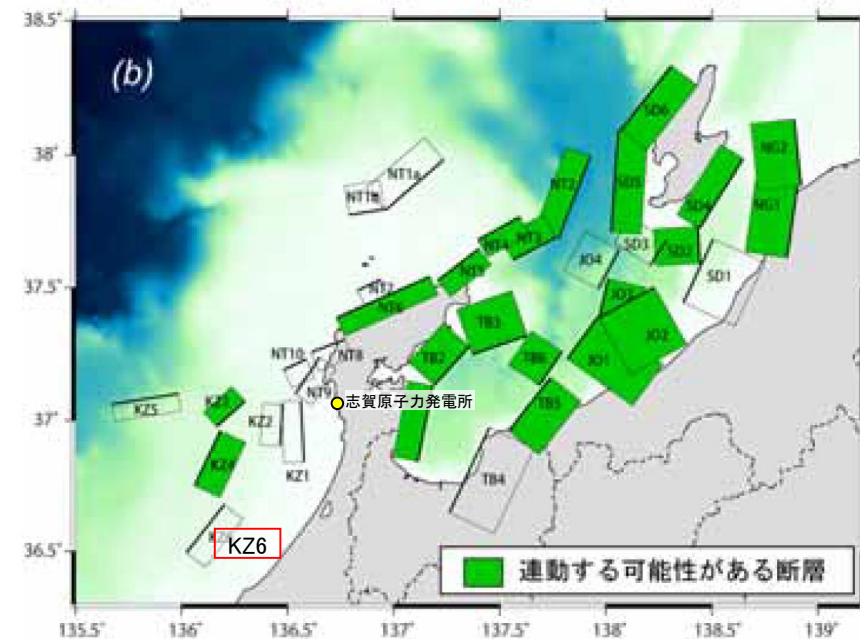 38.5°
(b)
SD6
38°
NG2
NT1a
NT1b
NT2
SD5
SD4
NG1
NT4
NT3
SD3
SD2
JO4
SD1
37.5°
NT5
NT7
NT6
JO3
TB3
JO2
NT10
NT8
TB2
TB6
JO1
NT9
志賀原子力発電所
KZ3
KZ5
TB5
37°
KZ2
KZ4
KZ1
TB4
36.5°
KZ6
連動する可能性がある断層
135.5°
136°
136.5°
137°
137.5°
138°
138.5°
139°